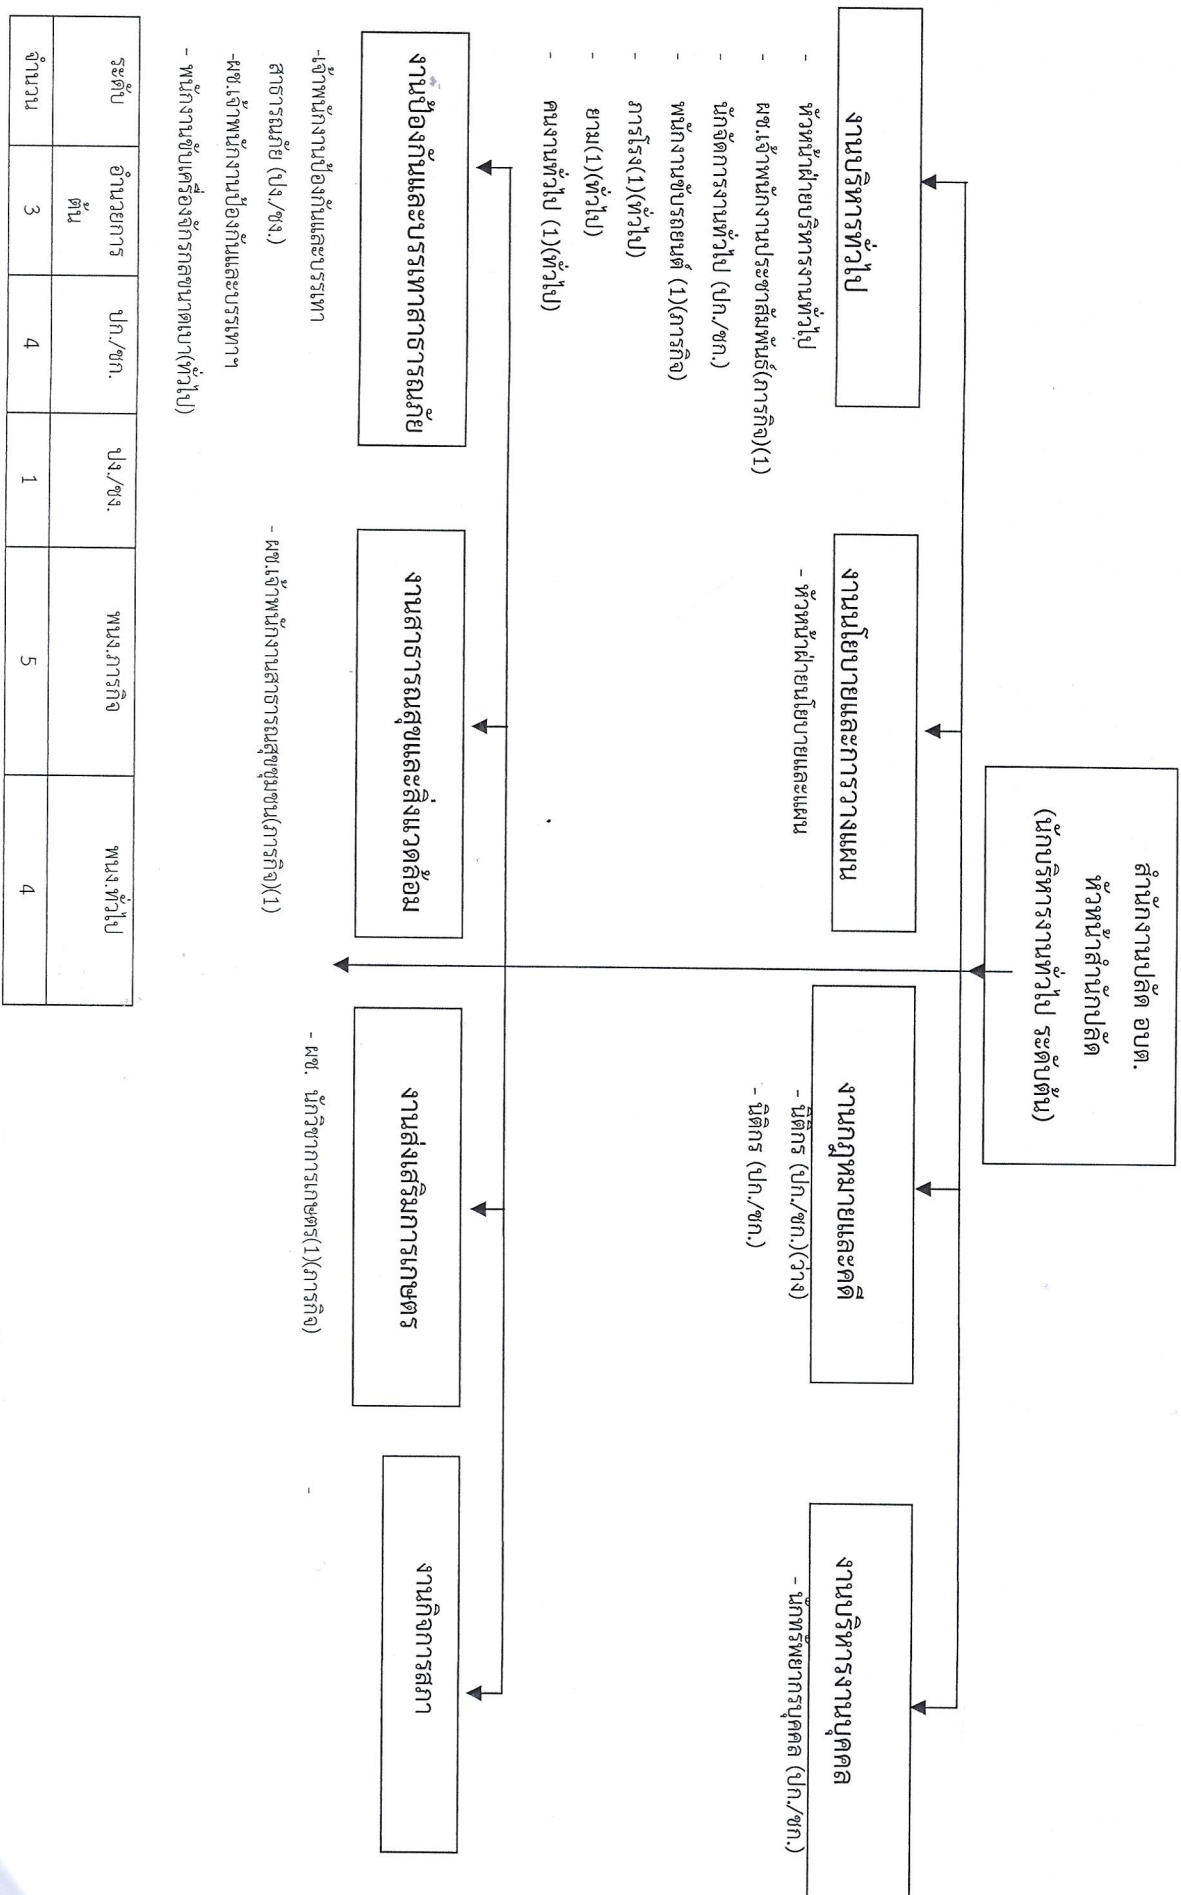 สำนักงานปลัด อบต.
หัวหน้าสำนักปลัด
(นักบริหารงานทั่วไป ระดับต้น)
งานบริหารทั่วไป
- หัวหน้าฝ่ายบริหารงานทั่วไป
- ผช.เจ้าพนักงานประชาสัมพันธ์(ภารกิจ)(1)
- นักจัดการงานทั่วไป (ปก./ชก.)
- พนักงานขับรถยนต์ (1)(ภารกิจ)
- ภารโรง(1)(ทั่วไป)
- ยาม(1)(ทั่วไป)
- คนงานทั่วไป (1)(ทั่วไป)
งานนโยบายและการวางแผน
- หัวหน้าฝ่ายนโยบายและแผน
งานกฎหมายและคดี
- นิติกร (ปก./ชก.)(ว่าง)
- นิติกร (ปก./ชก.)
งานบริหารงานบุคคล
- นักทรัพยากรบุคคล (ปก./ชก.)
งานป้องกันและบรรเทาสาธารณภัย
-เจ้าพนักงานป้องกันและบรรเทา
สาธารณภัย (ปง./ชง.)
-ผช.เจ้าพนักงานป้องกันและบรรเทาฯ
- พนักงานขับเครื่องจักรกลขนาดเบา(ทั่วไป)
งานสาธารณสุขและสิ่งแวดล้อม
- ผช.เจ้าพนักงานสาธารณสุขชุมชน(ภารกิจ)(1)
งานส่งเสริมการเกษตร
- ผช. นักวิชาการเกษตร(1)(ภารกิจ)
งานกิจการสภา
-
ระดับ อำนวยการ ปก./ชก. ปง./ชง. พนง.ภารกิจ พนง.ทั่วไป
ต้น
จำนวน 3 4 1 5 4